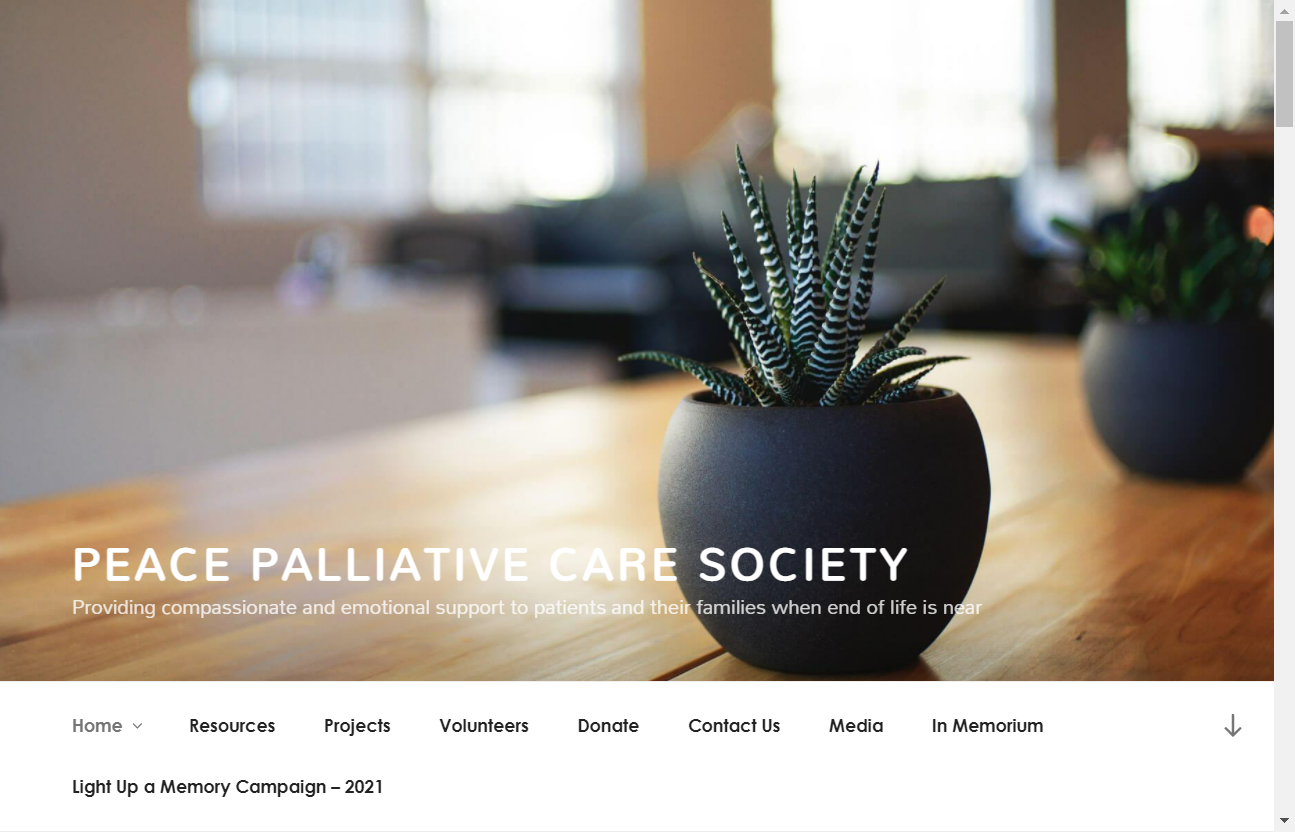 PEACE PALLIATIVE CARE SOCIETY
Providing compassionate and emotional support to patients and their families when end of life is near
Home Resources Projects Volunteers Donate Contact Us Media In Memorium
Light Up a Memory Campaign – 2021